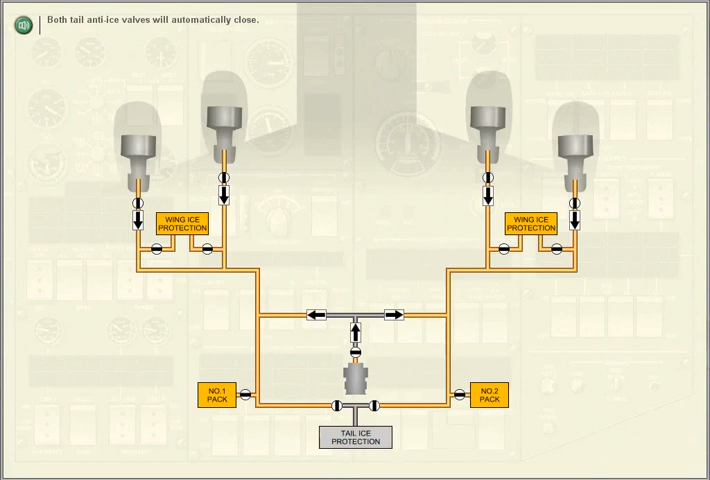 Both tail anti-ice valves will automatically close.
WING ICE
PROTECTION
WING ICE
PROTECTION
NO.1
PACK
NO.2
PACK
TAIL ICE
PROTECTION